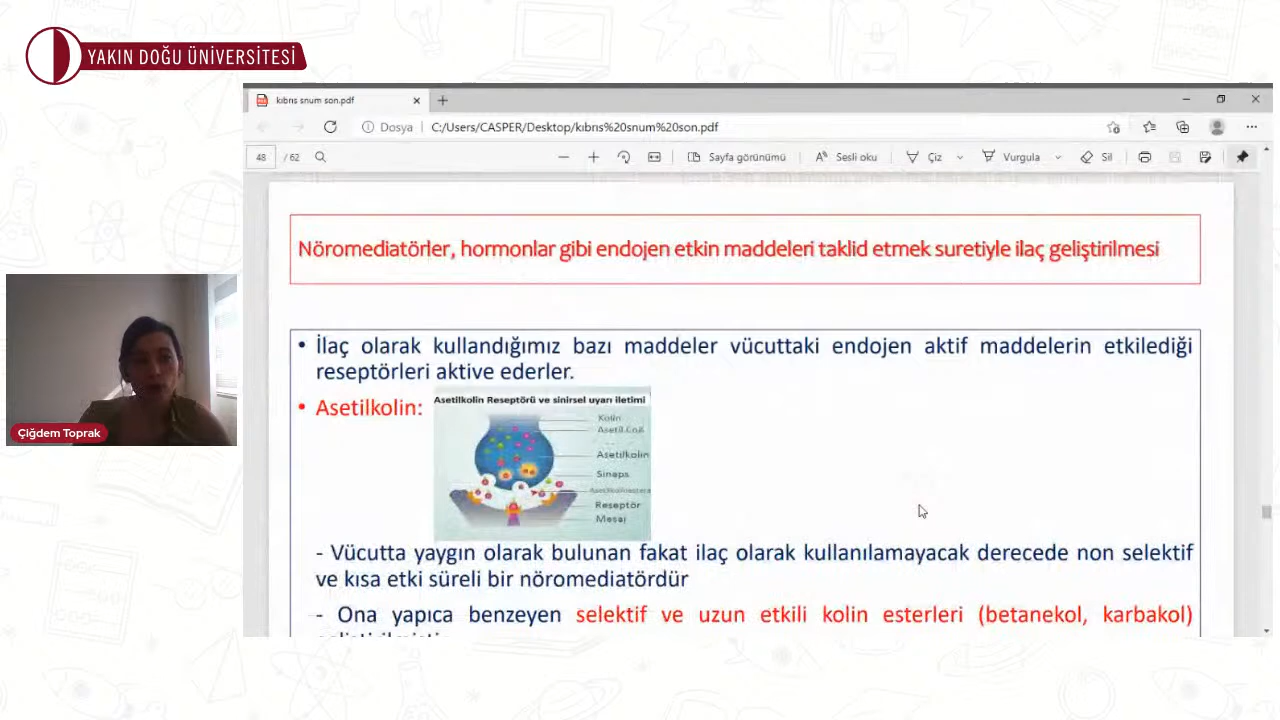 YAKIN DOĞU ÜNİVERSİTESİ
kıbrıs snum son.pdf
Dosya
C:/Users/CASPER/Desktop/kıbrıs%20snum%20son.pdf
48 / 62
Sayfa görünümü
Sesli oku
Çiz
Vurgula
Sil
Nöromediatörler, hormonlar gibi endojen etkin maddeleri taklid etmek suretiyle ilaç geliştirilmesi
• İlaç olarak kullandığımız bazı maddeler vücuttaki endojen aktif maddelerin etkilediği
reseptörleri aktive ederler.
• Asetilkolin:
Asetilkolin Reseptörü ve sinirsel uyarı iletimi
Kolin
Asetil.CoA
Asetilkolin
Sinaps
Reseptör
Mesaj
- Vücutta yaygın olarak bulunan fakat ilaç olarak kullanılamayacak derecede non selektif
ve kısa etki süreli bir nöromediatördür
- Ona yapıca benzeyen selektif ve uzun etkili kolin esterleri (betanekol, karbakol)
Çiğdem Toprak